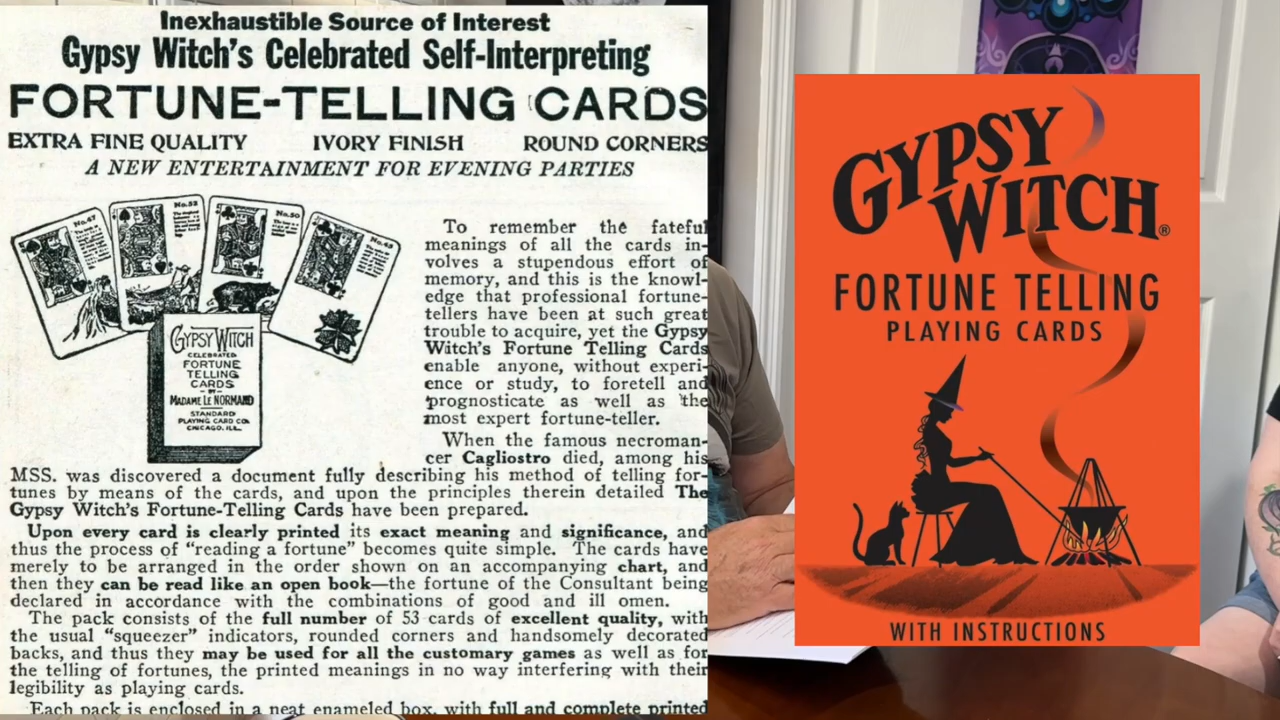 Inexhaustible Source of Interest
Gypsy Witch's Celebrated Self-Interpreting
FORTUNE-TELLING CARDS
EXTRA FINE QUALITY IVORY FINISH ROUND CORNERS
A NEW ENTERTAINMENT FOR EVENING PARTIES
No.47
No.52
No.50
GYPSY WITCH
CELEBRATED
FORTUNE
TELLING
CARDS
BY
MADAME LE NORMAND
STANDARD
PLAYING CARD CO.
CHICAGO. ILL.
To remember the fateful
meanings of all the cards in-
volves a stupendous effort of
memory, and this is the knowl-
edge that professional fortune-
tellers have been at such great
trouble to acquire, yet the Gypsy
Witch's Fortune Telling Cards
enable anyone, without experi-
ence or study, to foretell and
prognosticate as well as the
most expert fortune-teller.
When the famous necroman-
cer Cagliostro died, among his
MSS. was discovered a document fully describing his method of telling for-
tunes by means of the cards, and upon the principles therein detailed The
Gypsy Witch's Fortune-Telling Cards have been prepared.
Upon every card is clearly printed its exact meaning and significance, and
thus the process of "reading a fortune" becomes quite simple. The cards have
merely to be arranged in the order shown on an accompanying chart, and
then they can be read like an open book—the fortune of the Consultant being
declared in accordance with the combinations of good and ill omen.
The pack consists of the full number of 53 cards of excellent quality, with
the usual "squeezer" indicators, rounded corners and handsomely decorated
backs, and thus they may be used for all the customary games as well as for
the telling of fortunes, the printed meanings in no way interfering with their
legibility as playing cards.
Each pack is enclosed in a neat enameled box, with full and complete printed
GYPSY
WITCH®
FORTUNE TELLING
PLAYING CARDS
WITH INSTRUCTIONS